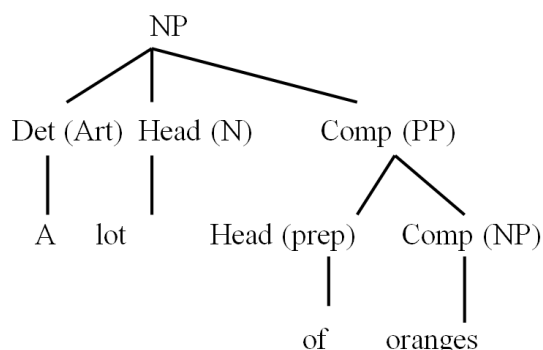 NP
Det (Art) Head (N) Comp (PP)
A lot Head (prep) Comp (NP)
of oranges